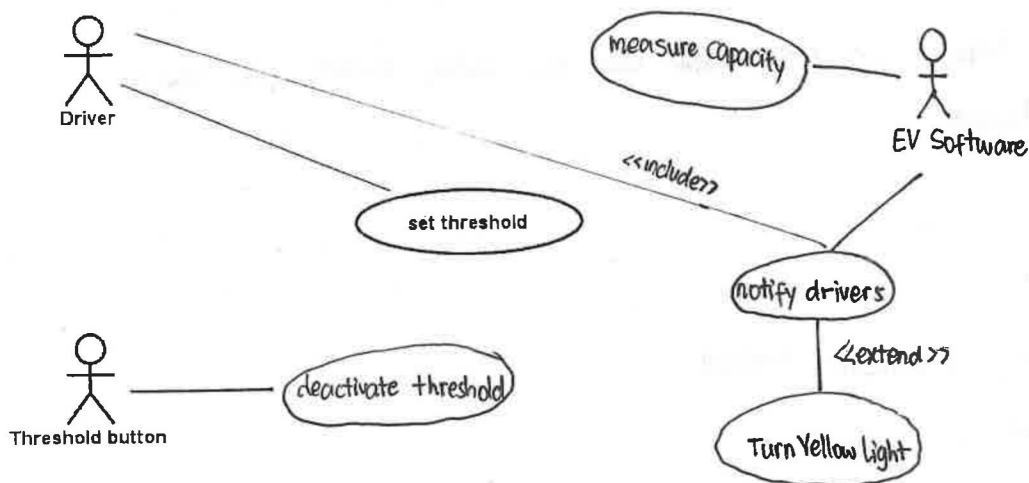 measure capacity
Driver
EV Software
<<include>>
set threshold
notify drivers
<<extend>>
deactivate threshold
Threshold button
Turn Yellow Light